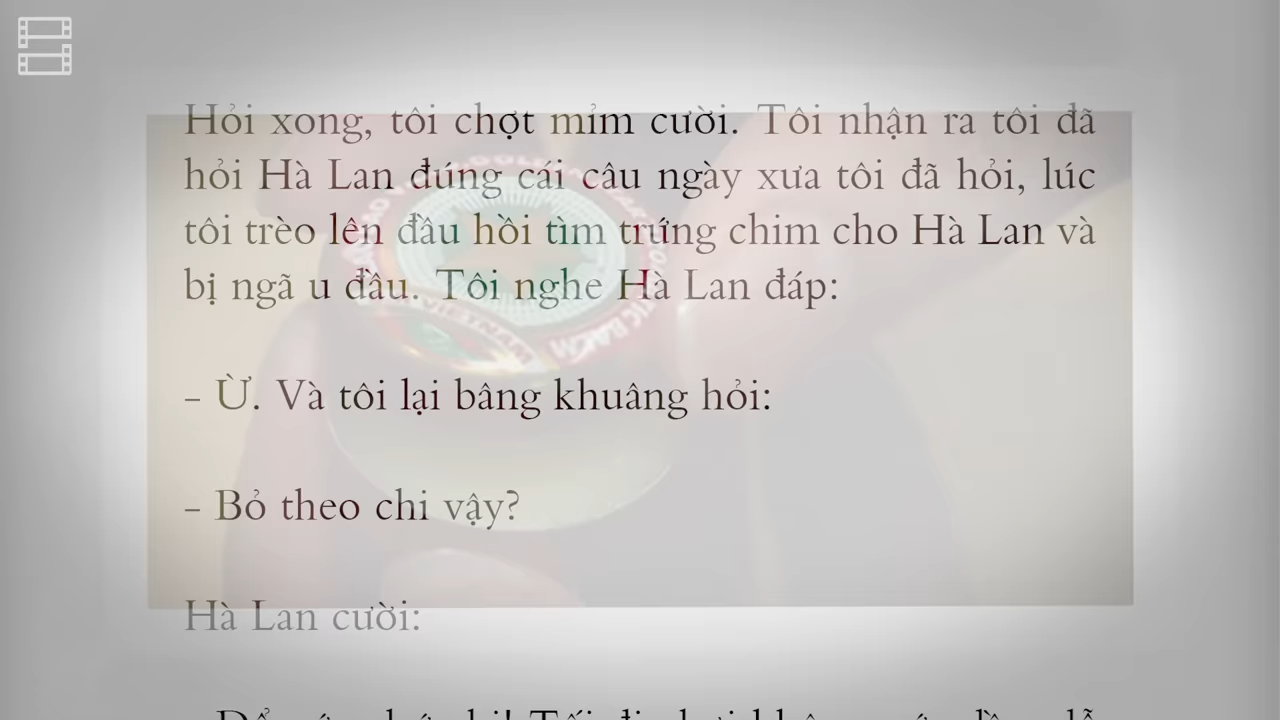 Hỏi xong, tôi chợt mỉm cười. Tôi nhận ra tôi đã
hỏi Hà Lan đúng cái câu ngày xưa tôi đã hỏi, lúc
tôi trèo lên đầu hồi tìm trứng chim cho Hà Lan và
bị ngã u đầu. Tôi nghe Hà Lan đáp:
- Ừ. Và tôi lại bâng khuâng hỏi:
- Bỏ theo chi vậy?
Hà Lan cười:
VIETNAM